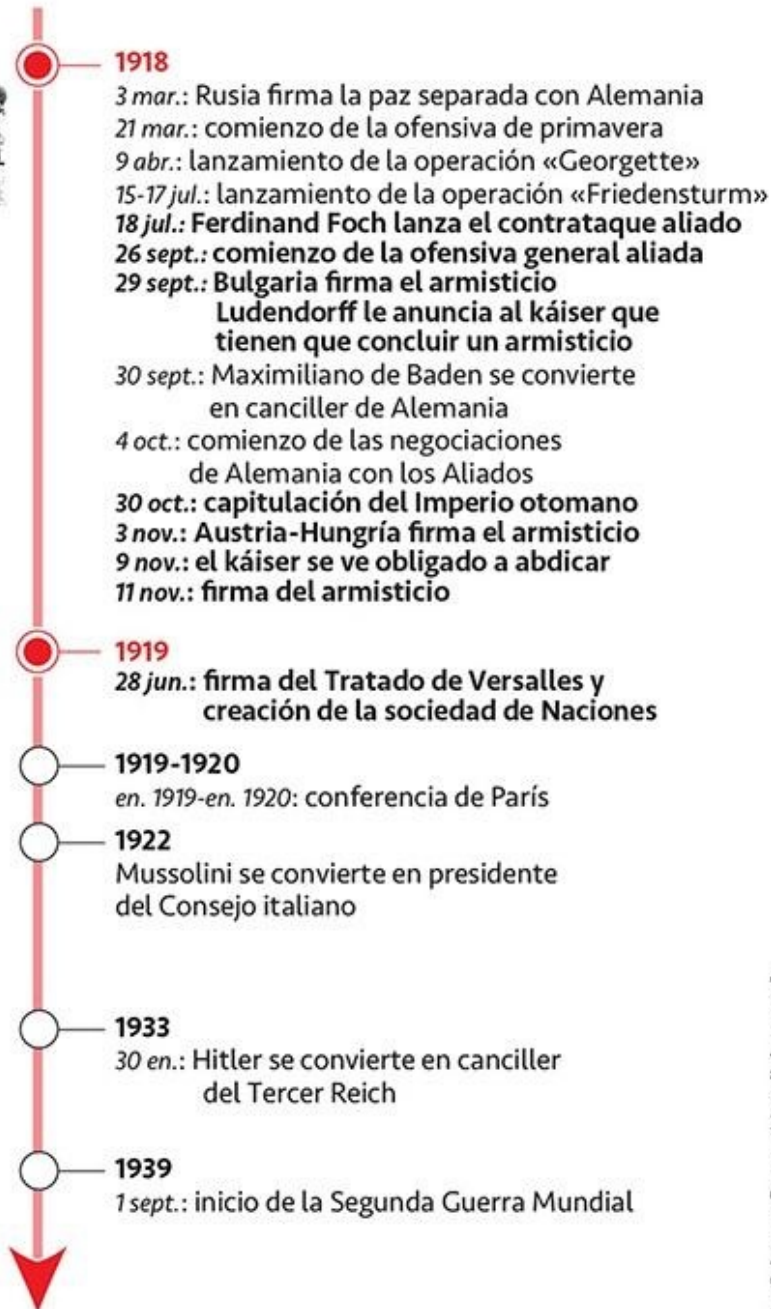 1918
3 mar.: Rusia firma la paz separada con Alemania
21 mar.: comienzo de la ofensiva de primavera
9 abr.: lanzamiento de la operación «Georgette»
15-17 jul.: lanzamiento de la operación «Friedensturm»
18 jul.: Ferdinand Foch lanza el contrataque aliado
26 sept.: comienzo de la ofensiva general aliada
29 sept.: Bulgaria firma el armisticio
Ludendorff le anuncia al káiser que
tienen que concluir un armisticio
30 sept.: Maximiliano de Baden se convierte
en canciller de Alemania
4 oct.: comienzo de las negociaciones
de Alemania con los Aliados
30 oct.: capitulación del Imperio otomano
3 nov.: Austria-Hungría firma el armisticio
9 nov.: el káiser se ve obligado a abdicar
11 nov.: firma del armisticio
1919
28 jun.: firma del Tratado de Versalles y
creación de la sociedad de Naciones
1919-1920
en. 1919-en. 1920: conferencia de París
1922
Mussolini se convierte en presidente
del Consejo italiano
1933
30 en.: Hitler se convierte en canciller
del Tercer Reich
1939
1 sept.: inicio de la Segunda Guerra Mundial